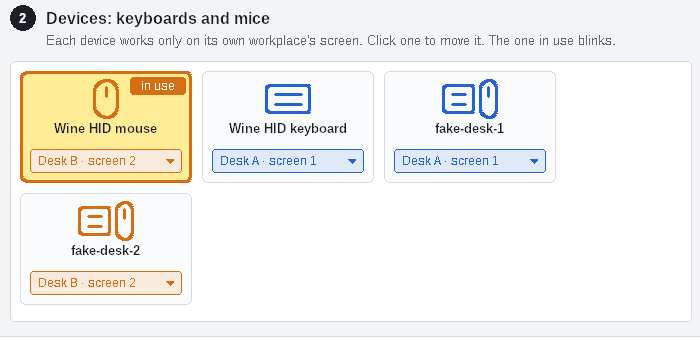 2 Devices: keyboards and mice
Each device works only on its own workplace's screen. Click one to move it. The one in use blinks.
in use
Wine HID mouse
Desk B · screen 2
Wine HID keyboard
Desk A · screen 1
fake-desk-1
Desk A · screen 1
fake-desk-2
Desk B · screen 2